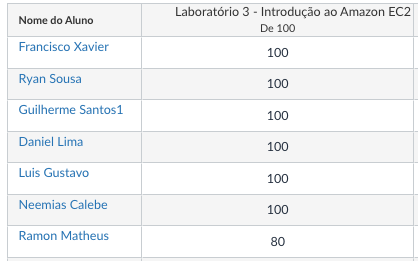 Nome do Aluno
Laboratório 3 - Introdução ao Amazon EC2
De 100
Francisco Xavier
100
Ryan Sousa
100
Guilherme Santos1
100
Daniel Lima
100
Luis Gustavo
100
Neemias Calebe
100
Ramon Matheus
80